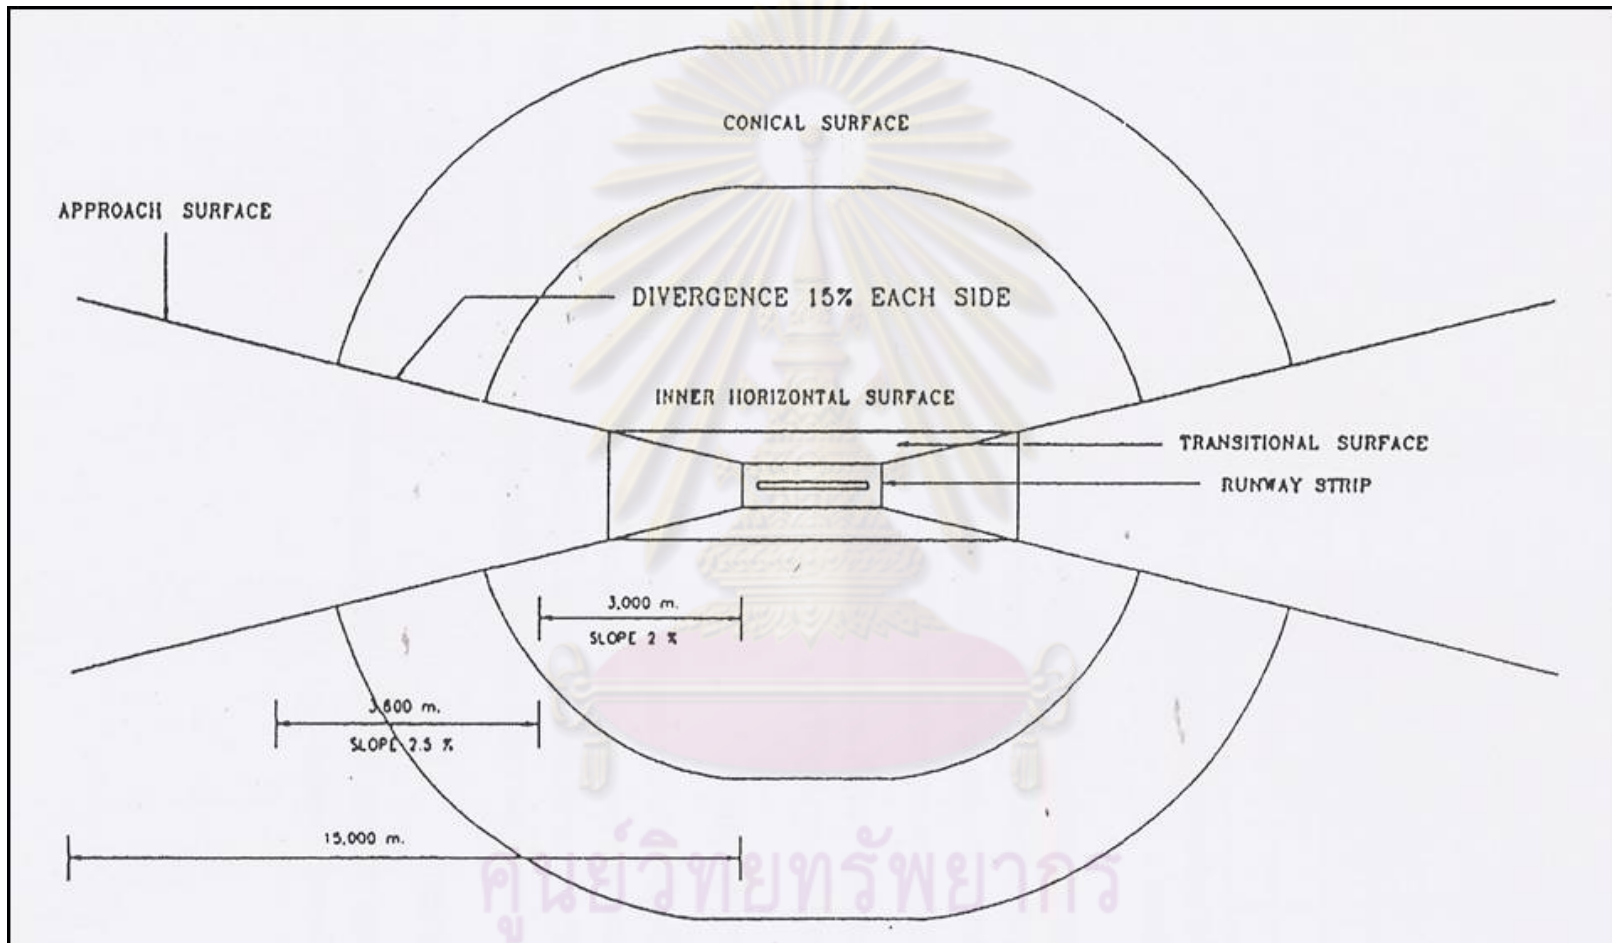 CONICAL SURFACE
APPROACH SURFACE
DIVERGENCE 15% EACH SIDE
INNER HORIZONTAL SURFACE
TRANSITIONAL SURFACE
RUNWAY STRIP
3,000 m.
SLOPE 2 %
3,600 m.
SLOPE 2.5 %
15,000 m.
ศูนย์วิทยทรัพยากร